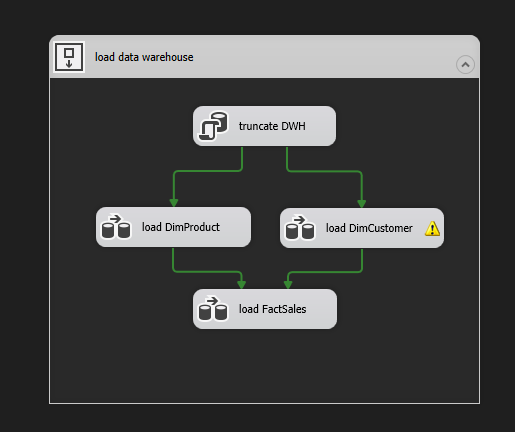 load data warehouse
truncate DWH
load DimProduct
load DimCustomer
load FactSales